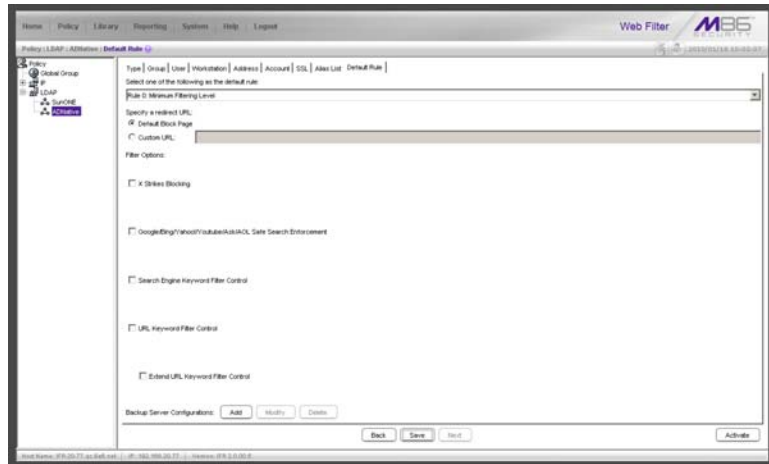 Home Policy Library Reporting System Help Logout
Web Filter
M86
SECURITY
Policy : LDAP : ADNative : Default Rule
Policy
Global Group
IP
LDAP
SunONE
ADNative
Type | Group | User | Workstation | Address | Account | SSL | Alias List Default Rule
Select one of the following as the default rule:
Rule 0: Minimum Filtering Level
Specify a redirect URL:
Default Block Page
Custom URL:
Filter Options:
X Strikes Blocking
Google/Bing/Yahoo!/Youtube/Ask/AOL Safe Search Enforcement
Search Engine Keyword Filter Control
URL Keyword Filter Control
Extend URL Keyword Filter Control
Backup Server Configurations: Add Modify Delete
Back Save Next Activate